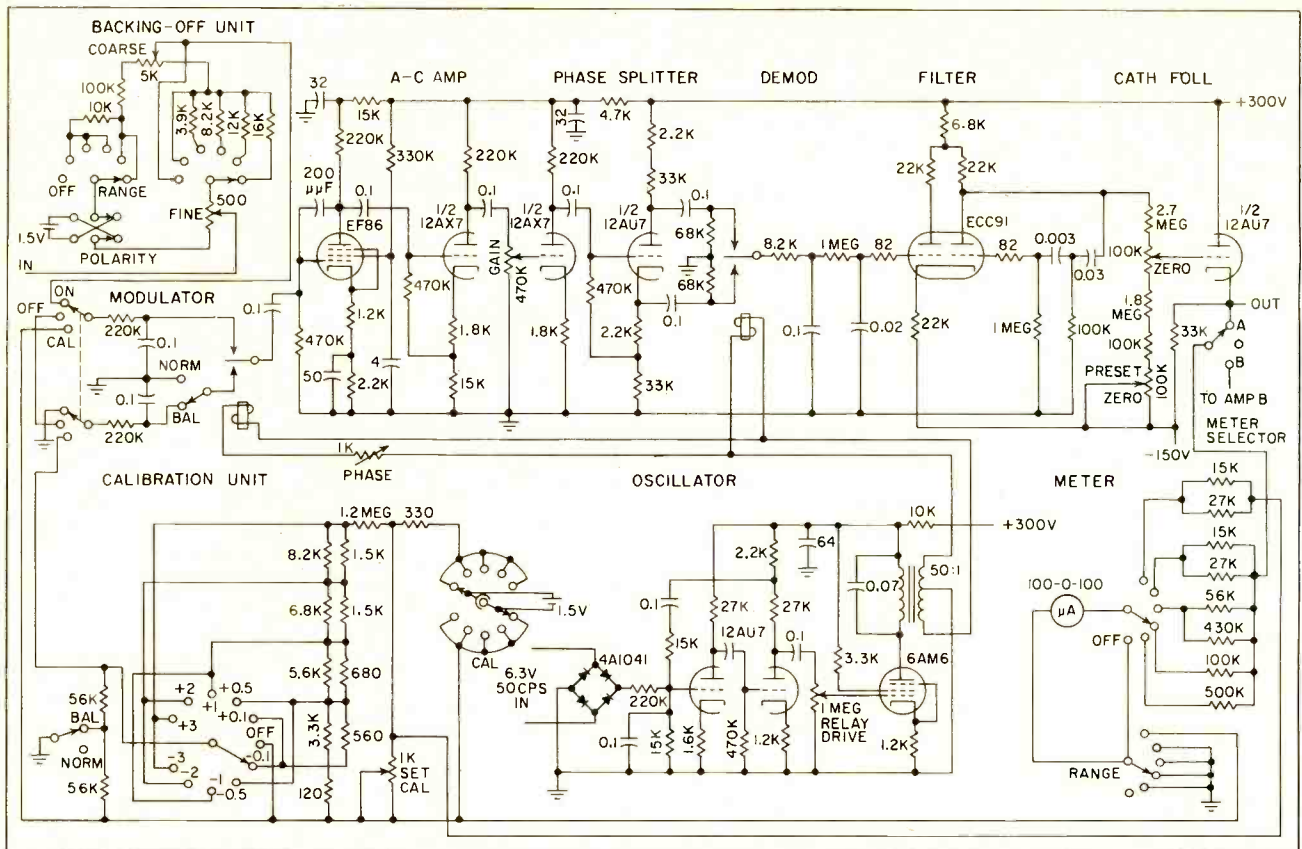 BACKING-OFF UNIT
COARSE
5K
100K
10K
3.9K
8.2K
12K
16K
OFF
RANGE
500
FINE
1.5V
IN
POLARITY
A-C AMP
PHASE SPLITTER
DEMOD
FILTER
CATH FOLL
32
15K
32
4.7K
+300V
220K
330K
220K
220K
2.2K
6.8K
200 μμF
0.1
33K
22K
22K
EF86
1/2 12AX7
0.1
1/2 12AX7
0.1
1/2 12AU7
0.1
ECC91
1/2 12AU7
GAIN
470K
68K
68K
8.2K
1 MEG
82
82
0.003
0.03
2.7 MEG
100K
ZERO
470K
1.2K
470K
1.8K
1.8K
470K
2.2K
0.1
0.1
0.02
22K
1 MEG
100K
1.8 MEG
100K
33K
OUT
A
B
50
2.2K
4
15K
33K
PRESET ZERO
100K
TO AMP B
METER SELECTOR
-150V
MODULATOR
ON
OFF
CAL
220K
0.1
0.1
NORM
0.1
BAL
220K
1K
PHASE
CALIBRATION UNIT
OSCILLATOR
METER
1.2 MEG
330
8.2K
1.5K
6.8K
1.5K
5.6K
680
3.3K
560
120
+2
+1
+0.5
+3
+0.1
OFF
-0.1
-3
-2
-1
-0.5
56K
BAL
NORM
56K
1K SET CAL
1.5V
CAL
6.3V 50CPS IN
4A1041
220K
0.1
15K
0.1
15K
2.2K
27K
27K
64
12AU7
0.1
1.6K
470K
1.2K
3.3K
1 MEG RELAY DRIVE
10K
+300V
0.07
50:1
6AM6
1.2K
15K
27K
15K
27K
100-0-100
μA
56K
430K
OFF
100K
500K
RANGE